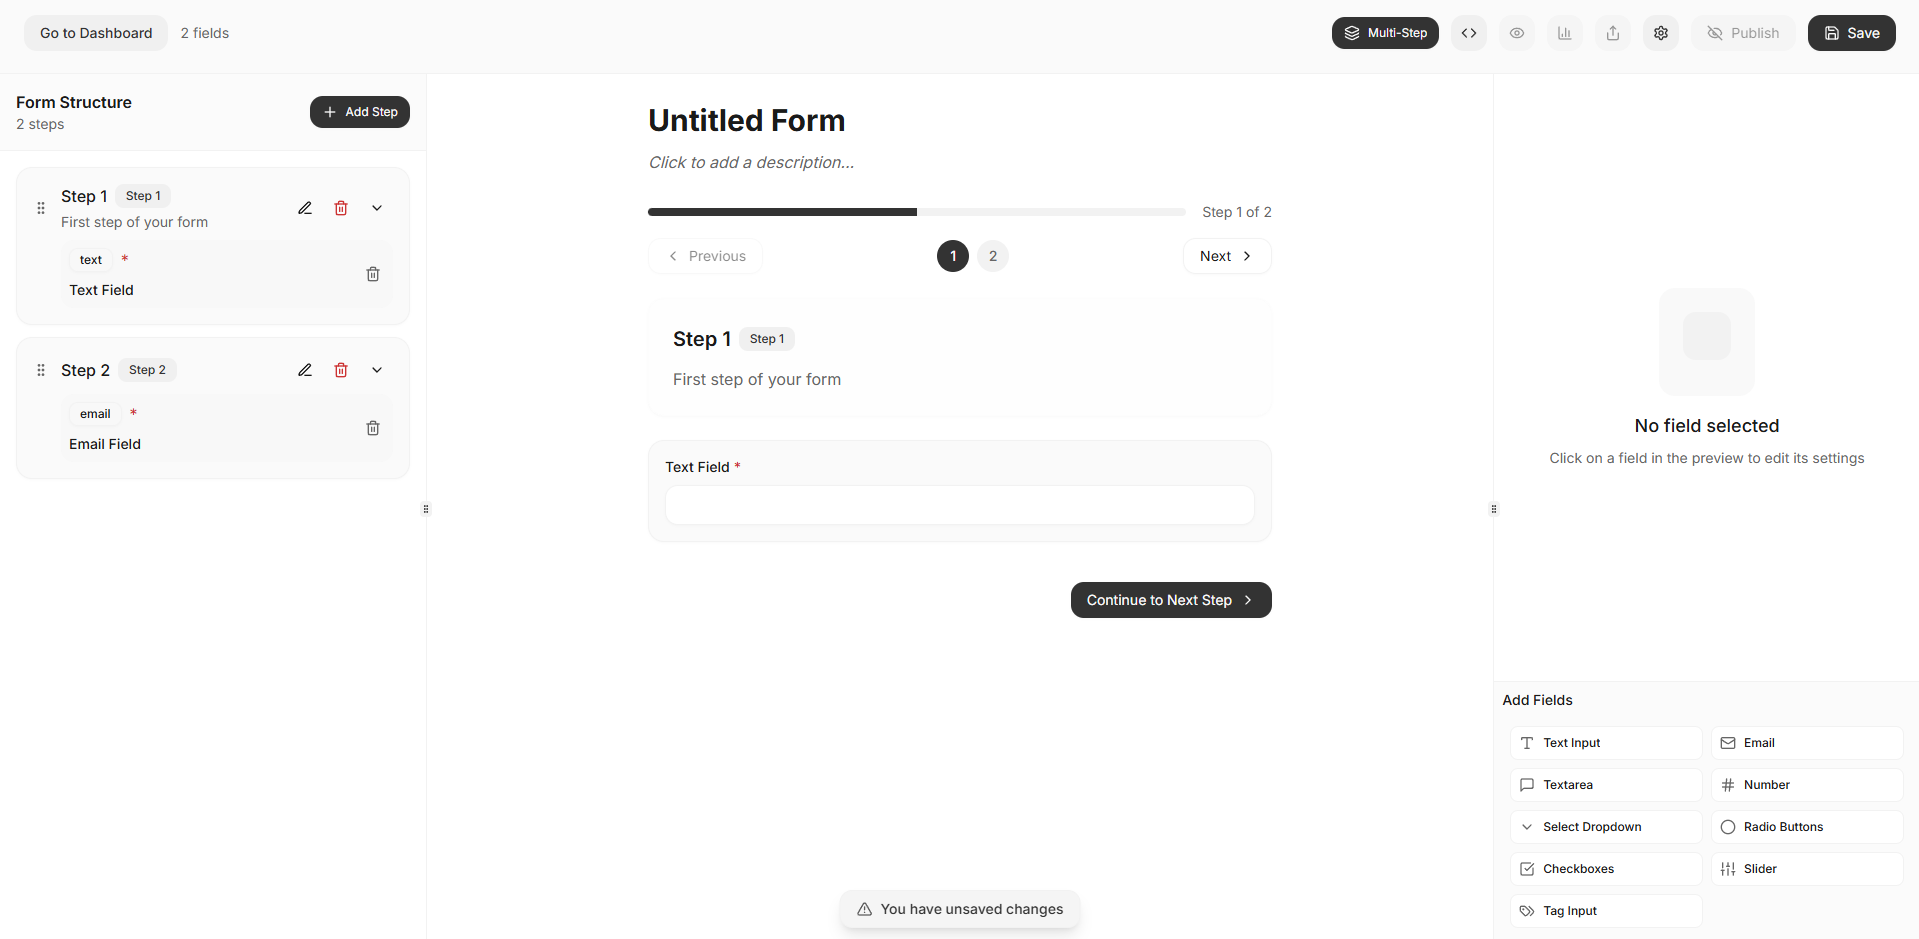 Go to Dashboard
2 fields
Multi-Step
Publish
Save
Form Structure
2 steps
Add Step
Step 1
Step 1
First step of your form
text *
Text Field
Step 2
Step 2
email *
Email Field
Untitled Form
Click to add a description...
Step 1 of 2
Previous
1
2
Next
Step 1
Step 1
First step of your form
Text Field *
Continue to Next Step
You have unsaved changes
No field selected
Click on a field in the preview to edit its settings
Add Fields
Text Input
Email
Textarea
Number
Select Dropdown
Radio Buttons
Checkboxes
Slider
Tag Input